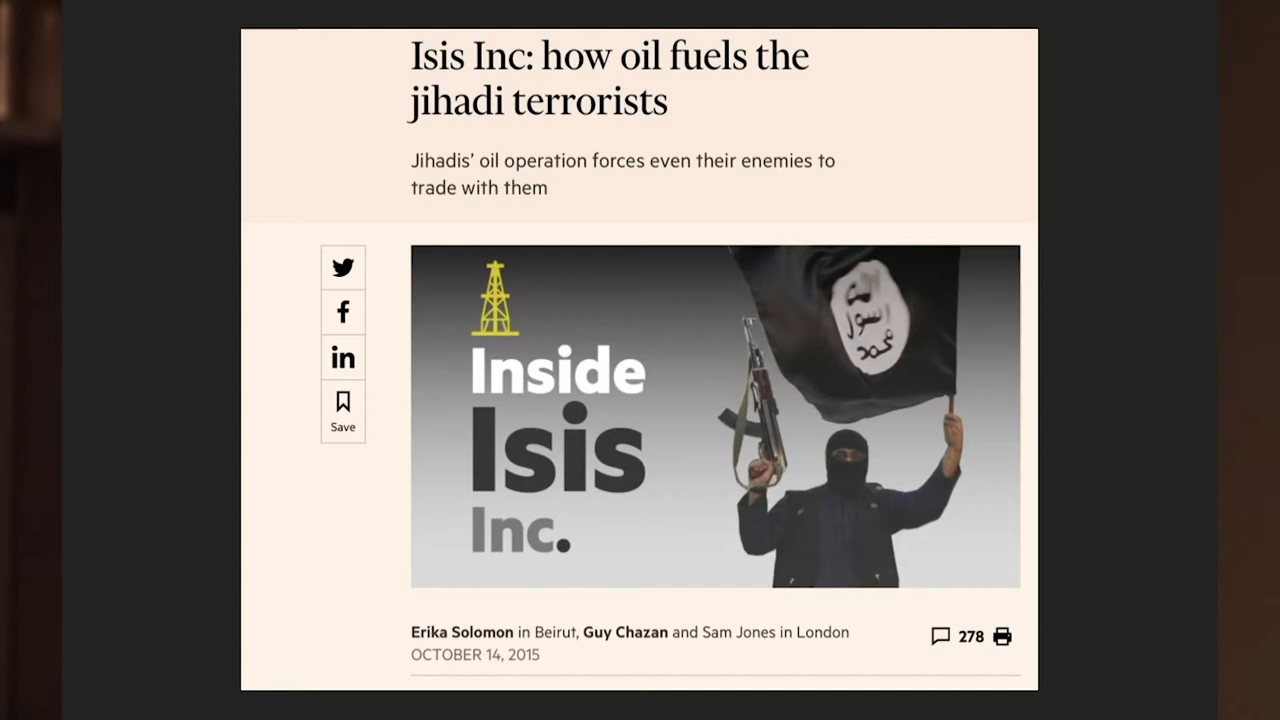 Isis Inc: how oil fuels the
jihadi terrorists
Jihadis’ oil operation forces even their enemies to
trade with them
Inside
Isis
Inc.
الله
رسول
محمد
Save
Erika Solomon in Beirut, Guy Chazan and Sam Jones in London
278
OCTOBER 14, 2015